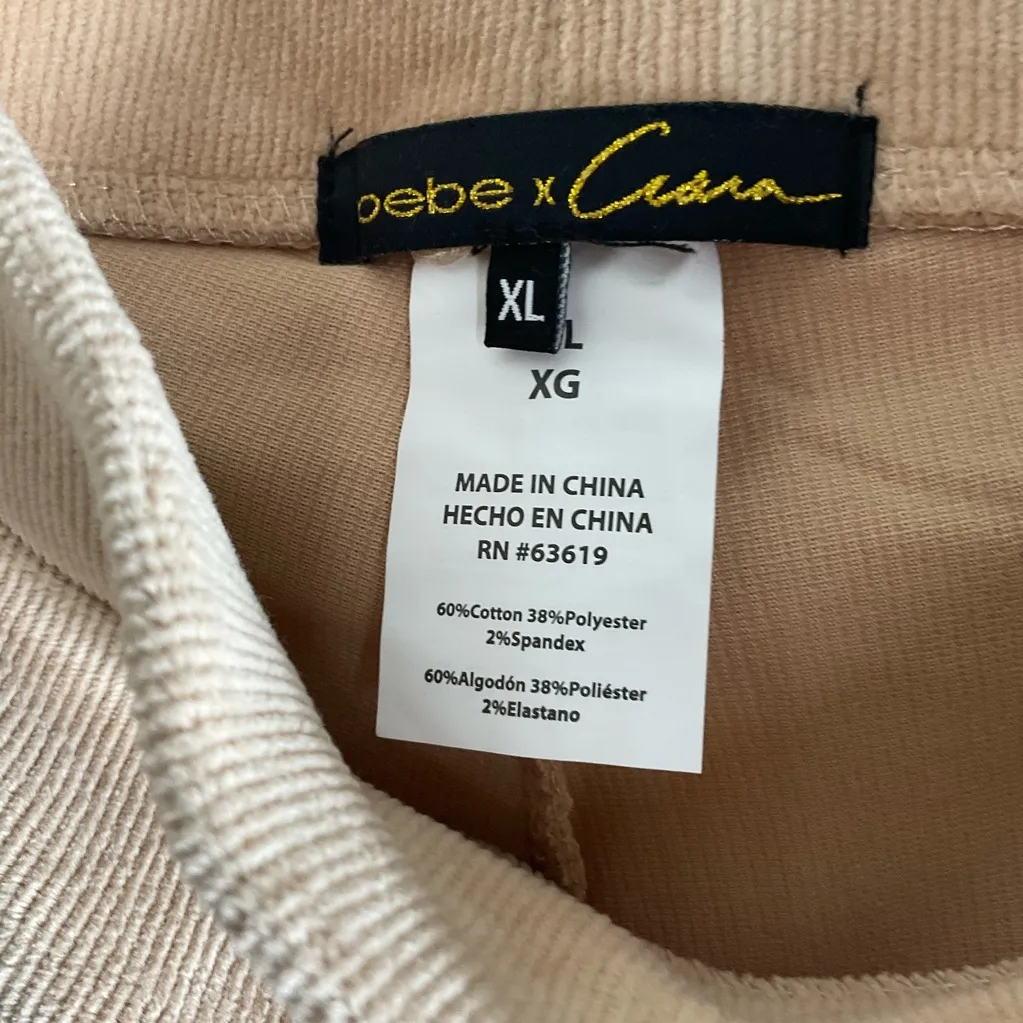 bebe x Ciara
XL
L
XG
MADE IN CHINA
HECHO EN CHINA
RN #63619
60%Cotton 38%Polyester
2%Spandex
60%Algodón 38%Poliéster
2%Elastano